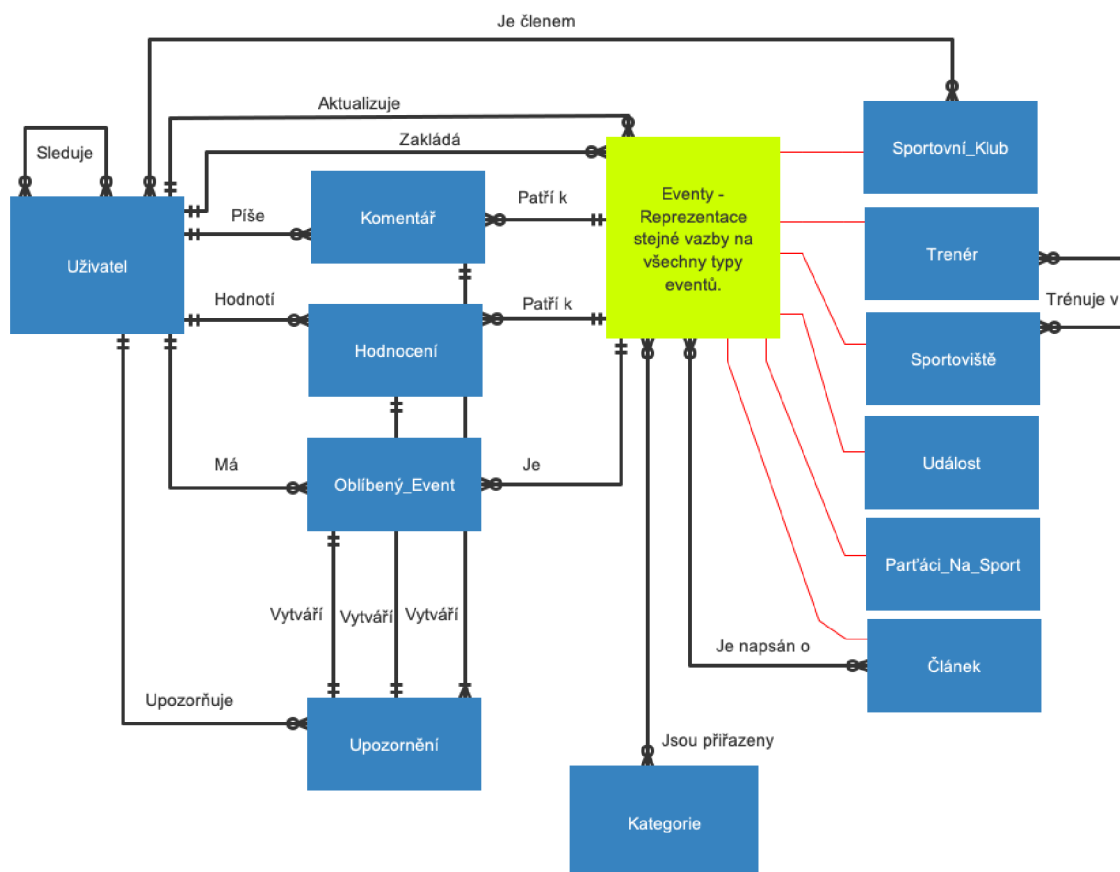 Je členem
Aktualizuje
Sleduje
Zakládá
Sportovní_Klub
Uživatel
Píše
Komentář
Patří k
Eventy -
Reprezentace
stejné vazby na
všechny typy
eventů.
Trenér
Trénuje v
Hodnotí
Hodnocení
Patří k
Sportoviště
Má
Oblíbený_Event
Je
Událost
Parťáci_Na_Sport
Vytváří
Vytváří
Vytváří
Je napsán o
Článek
Upozorňuje
Upozornění
Jsou přiřazeny
Kategorie